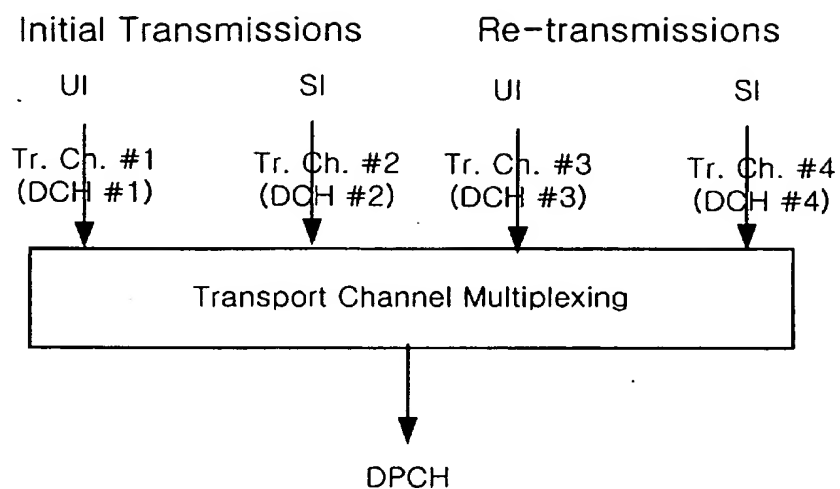 Initial Transmissions Re-transmissions
UI SI UI SI
Tr. Ch. #1 Tr. Ch. #2 Tr. Ch. #3 Tr. Ch. #4
(DCH #1) (DCH #2) (DCH #3) (DCH #4)
Transport Channel Multiplexing
DPCH